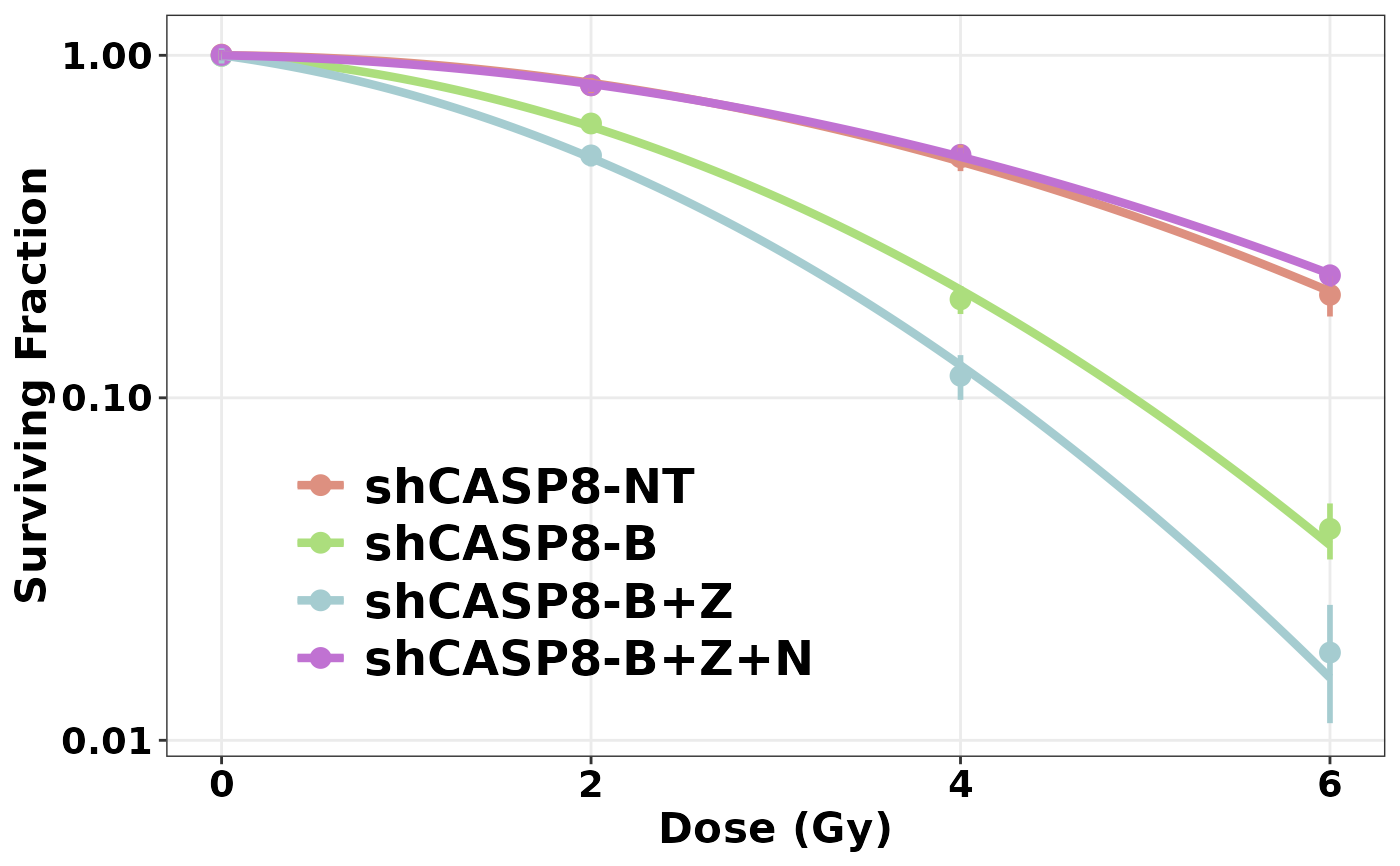 1.00
0.10
0.01
Surviving Fraction
shCASP8-NT
shCASP8-B
shCASP8-B+Z
shCASP8-B+Z+N
0 2 4 6
Dose (Gy)